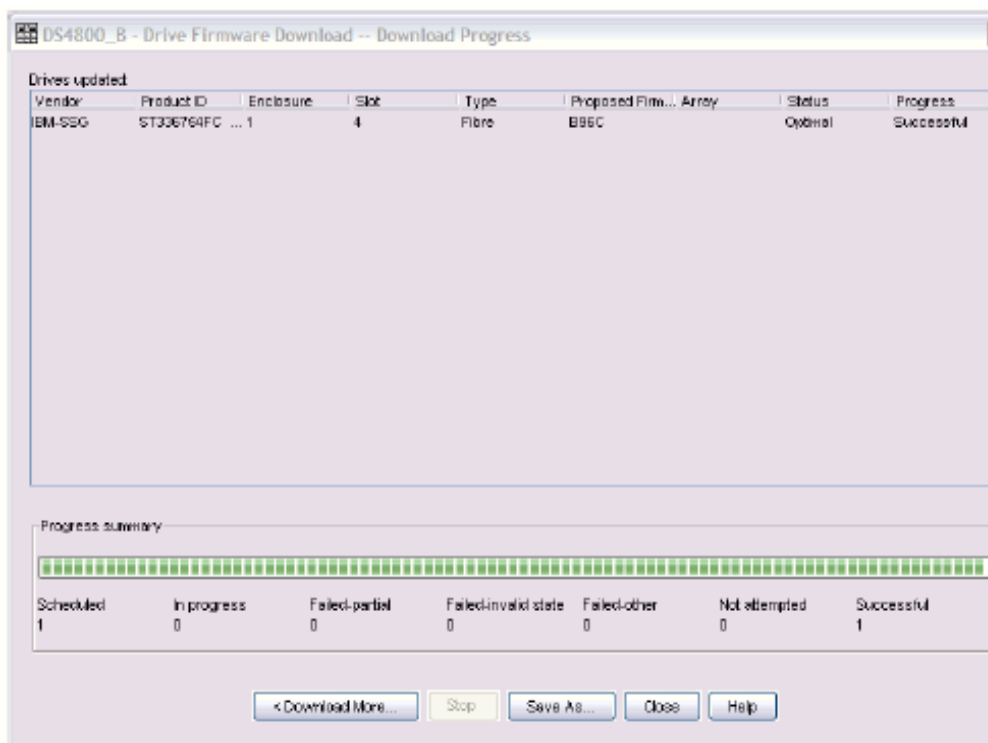 DS4800_B - Drive Firmware Download -- Download Progress
Drives updated:
Vendor Product ID Enclosure Slot Type Proposed Firm... Array Status Progress
IBM-SSG ST336754FC ... 1 4 Fibre B96C Optimal Successful
Progress summary
Scheduled In progress Failed-partial Failed-invalid state Failed-other Not attempted Successful
1 0 0 0 0 0 1
< Download More... Stop Save As... Close Help